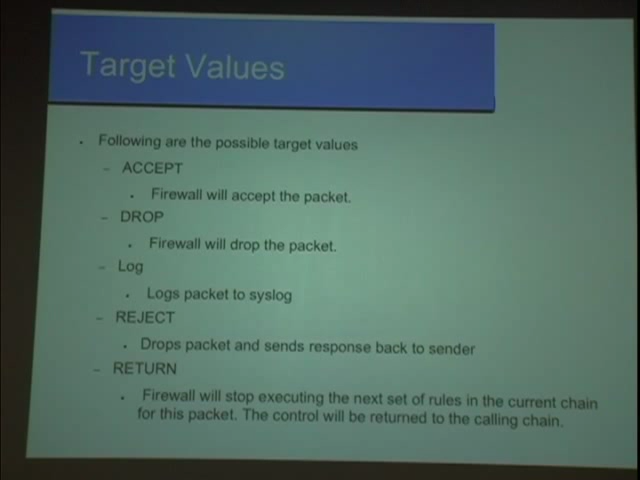 Target Values
• Following are the possible target values
– ACCEPT
• Firewall will accept the packet.
– DROP
• Firewall will drop the packet.
– Log
• Logs packet to syslog
– REJECT
• Drops packet and sends response back to sender
– RETURN
• Firewall will stop executing the next set of rules in the current chain
for this packet. The control will be returned to the calling chain.